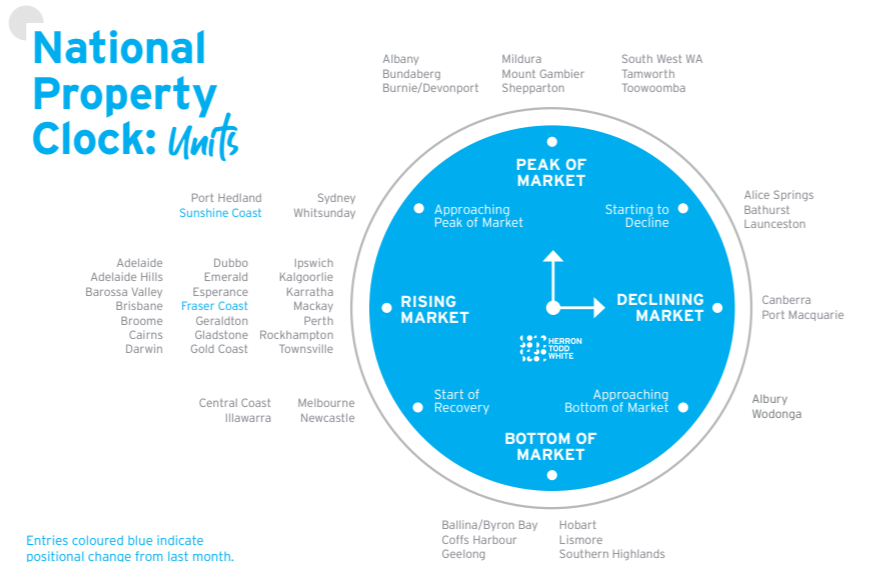 National
Property
Clock: Units
Albany
Bundaberg
Burnie/Devonport
Mildura
Mount Gambier
Shepparton
South West WA
Tamworth
Toowoomba
PEAK OF
MARKET
Port Hedland
Sunshine Coast
Sydney
Whitsunday
Approaching
Peak of Market
Starting to
Decline
Alice Springs
Bathurst
Launceston
Adelaide
Adelaide Hills
Barossa Valley
Brisbane
Broome
Cairns
Darwin
Dubbo
Emerald
Esperance
Fraser Coast
Geraldton
Gladstone
Gold Coast
Ipswich
Kalgoorlie
Karratha
Mackay
Perth
Rockhampton
Townsville
RISING
MARKET
DECLINING
MARKET
Canberra
Port Macquarie
HERRON
TODD
WHITE
Central Coast
Illawarra
Melbourne
Newcastle
Start of
Recovery
Approaching
Bottom of Market
Albury
Wodonga
BOTTOM OF
MARKET
Ballina/Byron Bay
Coffs Harbour
Geelong
Hobart
Lismore
Southern Highlands
Entries coloured blue indicate
positional change from last month.